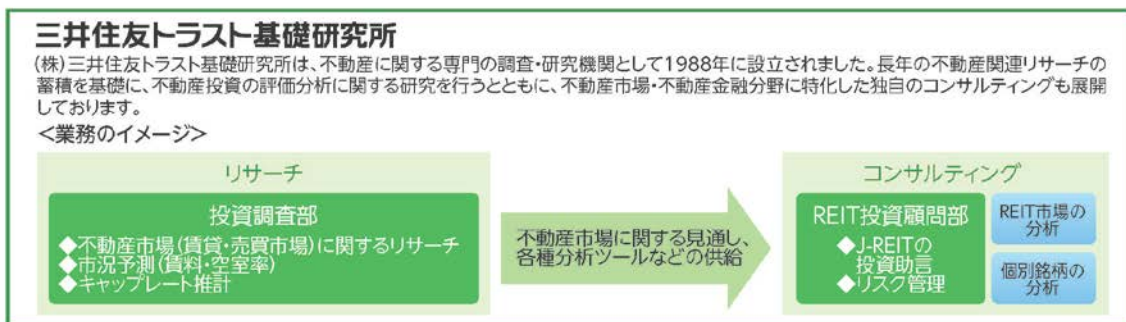 三井住友トラスト基礎研究所
(株)三井住友トラスト基礎研究所は、不動産に関する専門の調査・研究機関として1988年に設立されました。長年の不動産関連リサーチの
蓄積を基礎に、不動産投資の評価分析に関する研究を行うとともに、不動産市場・不動産金融分野に特化した独自のコンサルティングも展開
しております。
<業務のイメージ>
リサーチ
投資調査部
◆不動産市場(賃貸・売買市場)に関するリサーチ
◆市況予測(賃料・空室率)
◆キャップレート推計
不動産市場に関する見通し、
各種分析ツールなどの供給
コンサルティング
REIT投資顧問部
◆J-REITの
投資助言
◆リスク管理
REIT市場の
分析
個別銘柄の
分析